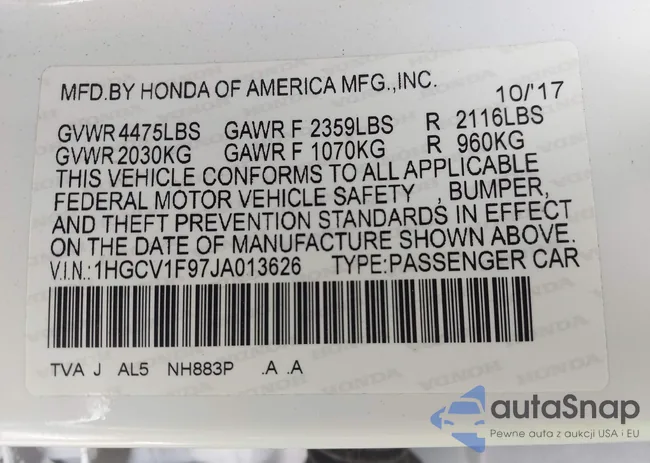 MFD.BY HONDA OF AMERICA MFG.,INC. 10/'17
GVWR 4475LBS GAWR F 2359LBS R 2116LBS
GVWR 2030KG GAWR F 1070KG R 960KG
THIS VEHICLE CONFORMS TO ALL APPLICABLE
FEDERAL MOTOR VEHICLE SAFETY , BUMPER,
AND THEFT PREVENTION STANDARDS IN EFFECT
ON THE DATE OF MANUFACTURE SHOWN ABOVE.
V.I.N.:1HGCV1F97JA013626 TYPE:PASSENGER CAR
TVA J AL5 NH883P .A .A
autaSnap
Pewne auta z aukcji USA i EU